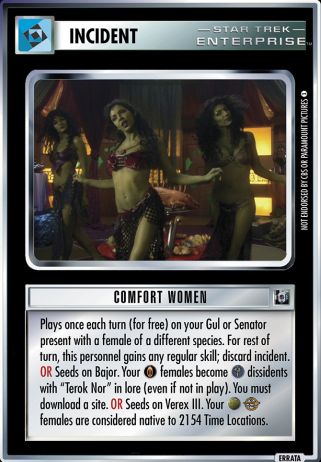 INCIDENT
STAR TREK
ENTERPRISE™
NOT ENDORSED BY CBS OR PARAMOUNT PICTURES
COMFORT WOMEN
Plays once each turn (for free) on your Gul or Senator
present with a female of a different species. For rest of
turn, this personnel gains any regular skill; discard incident.
OR Seeds on Bajor. Your females become dissidents
with "Terok Nor" in lore (even if not in play). You must
download a site. OR Seeds on Verex III. Your
females are considered native to 2154 Time Locations.
ERRATA